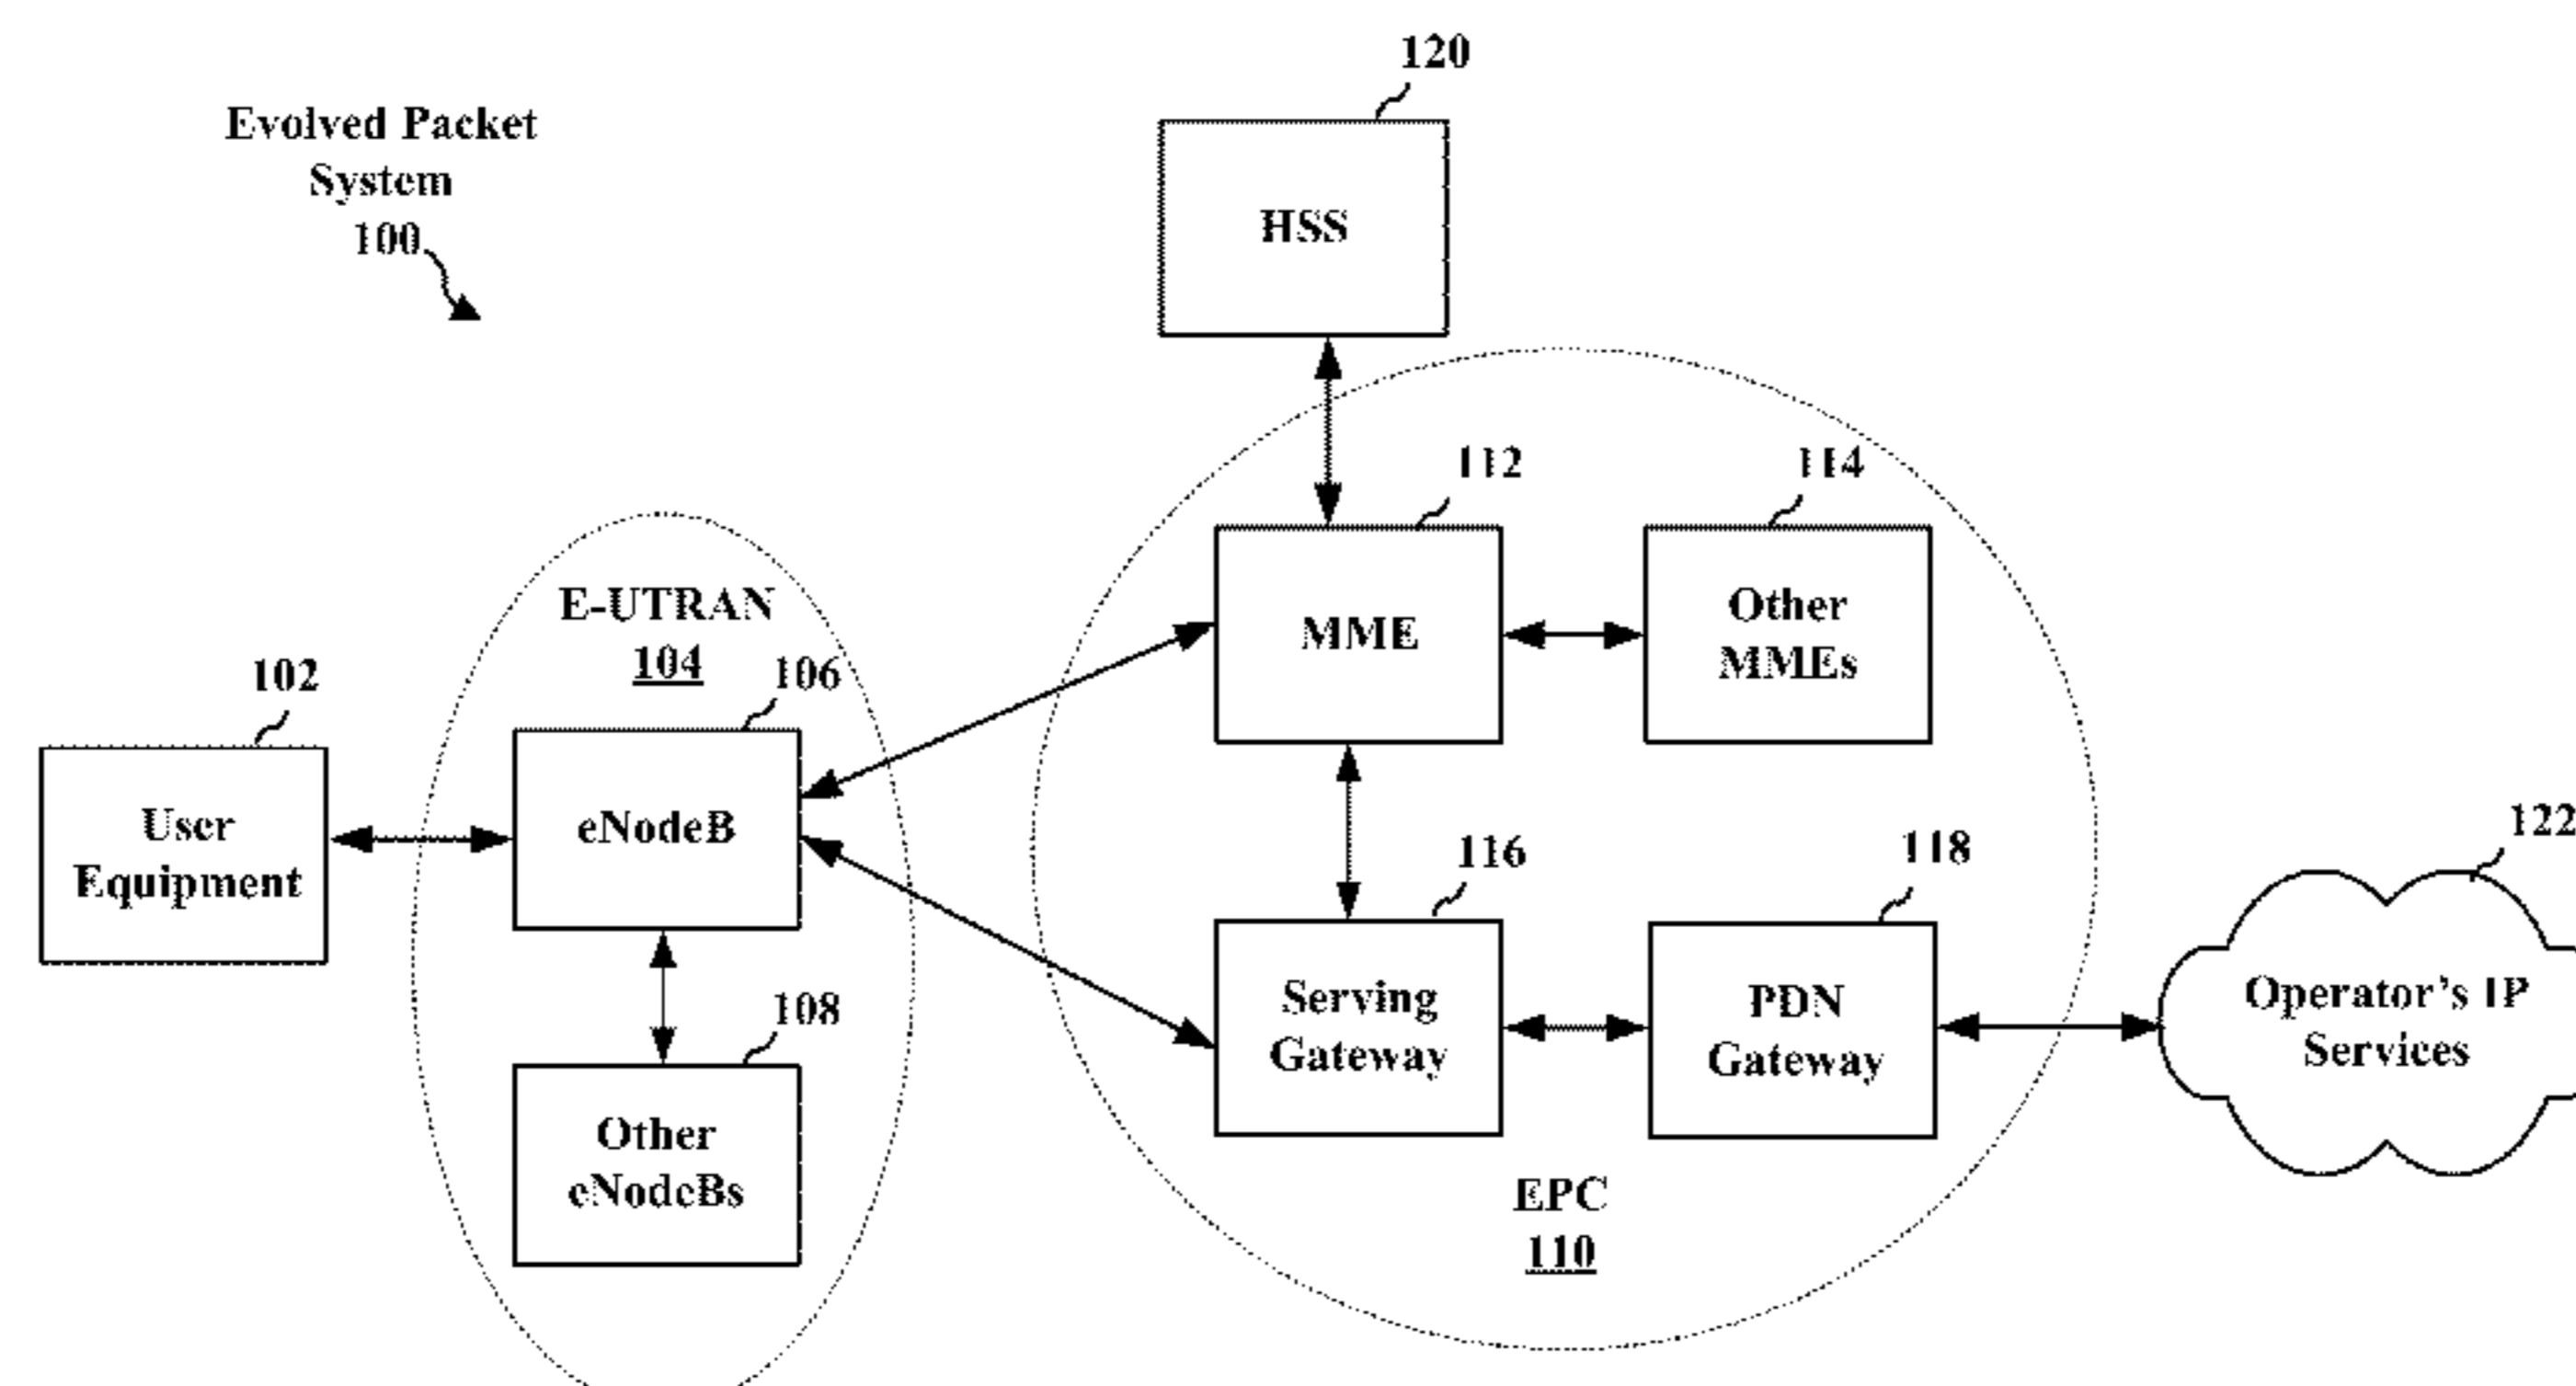 120
Evolved Packet
System
100
HSS
112
114
E-UTRAN
104
Other
MMEs
MME
102
106
User
Equipment
eNodeB
116
118
122
108
Serving
Gateway
PDN
Gateway
Operator's IP
Services
Other
eNodeBs
EPC
110